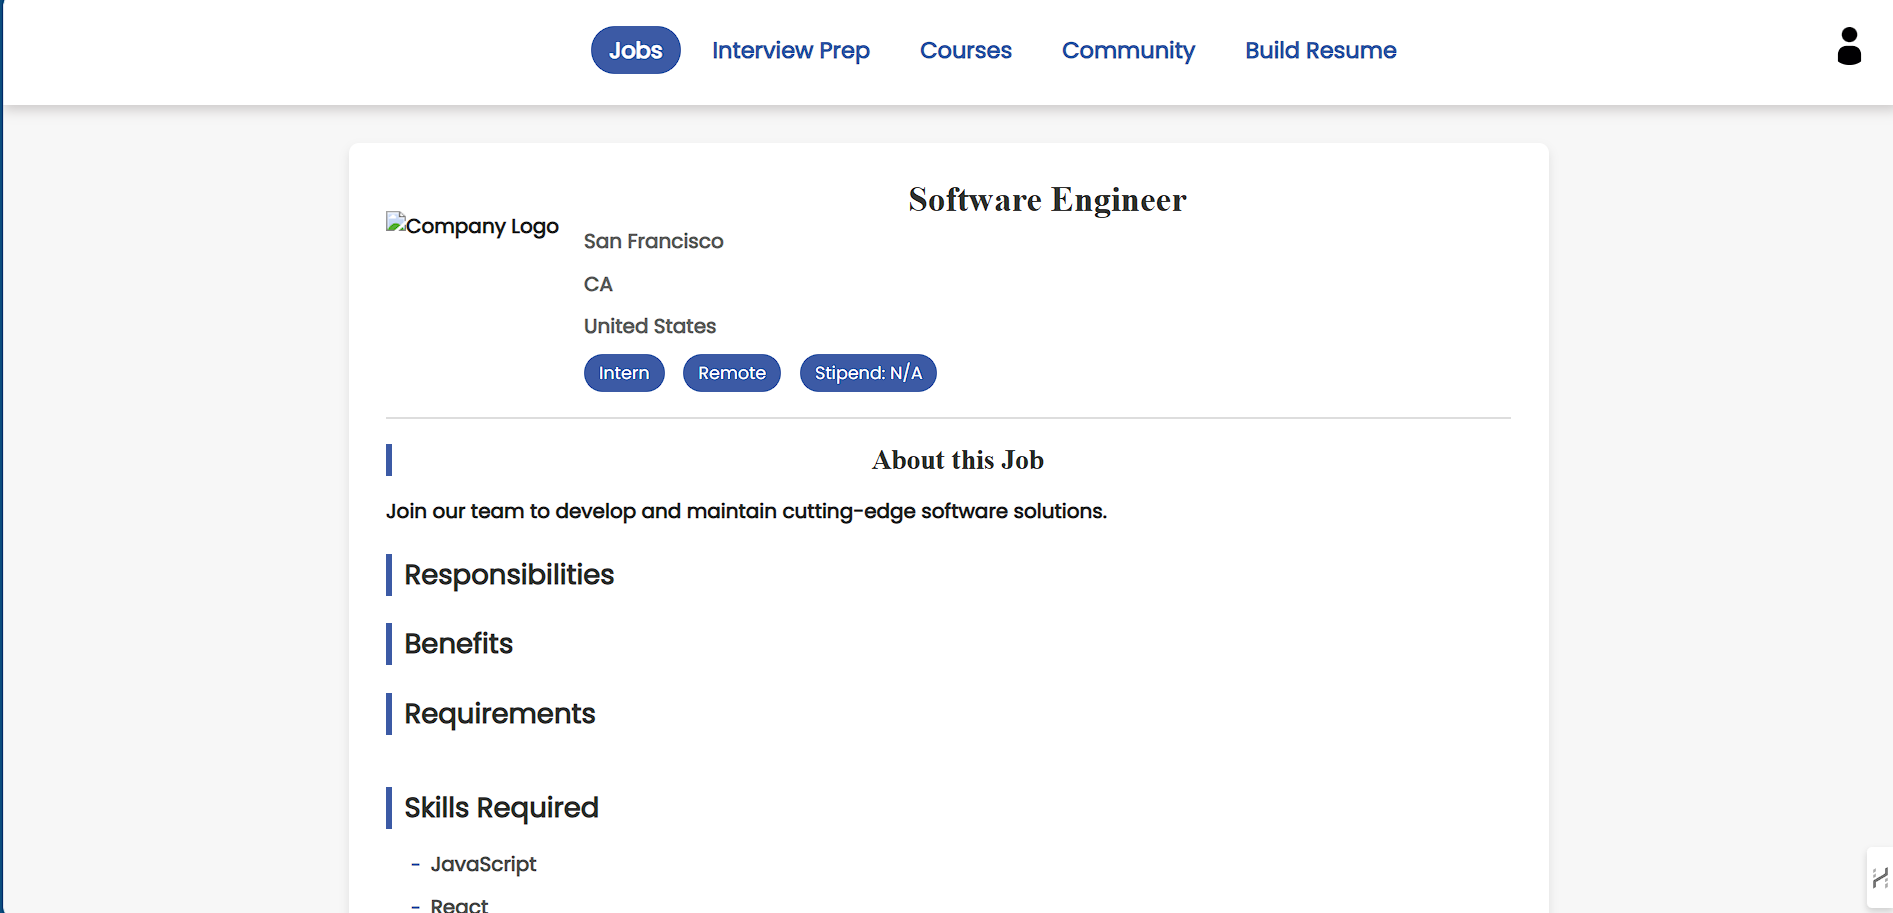 Jobs Interview Prep Courses Community Build Resume
Software Engineer
Company Logo
San Francisco
CA
United States
Intern Remote Stipend: N/A
About this Job
Join our team to develop and maintain cutting-edge software solutions.
Responsibilities
Benefits
Requirements
Skills Required
- JavaScript
- React